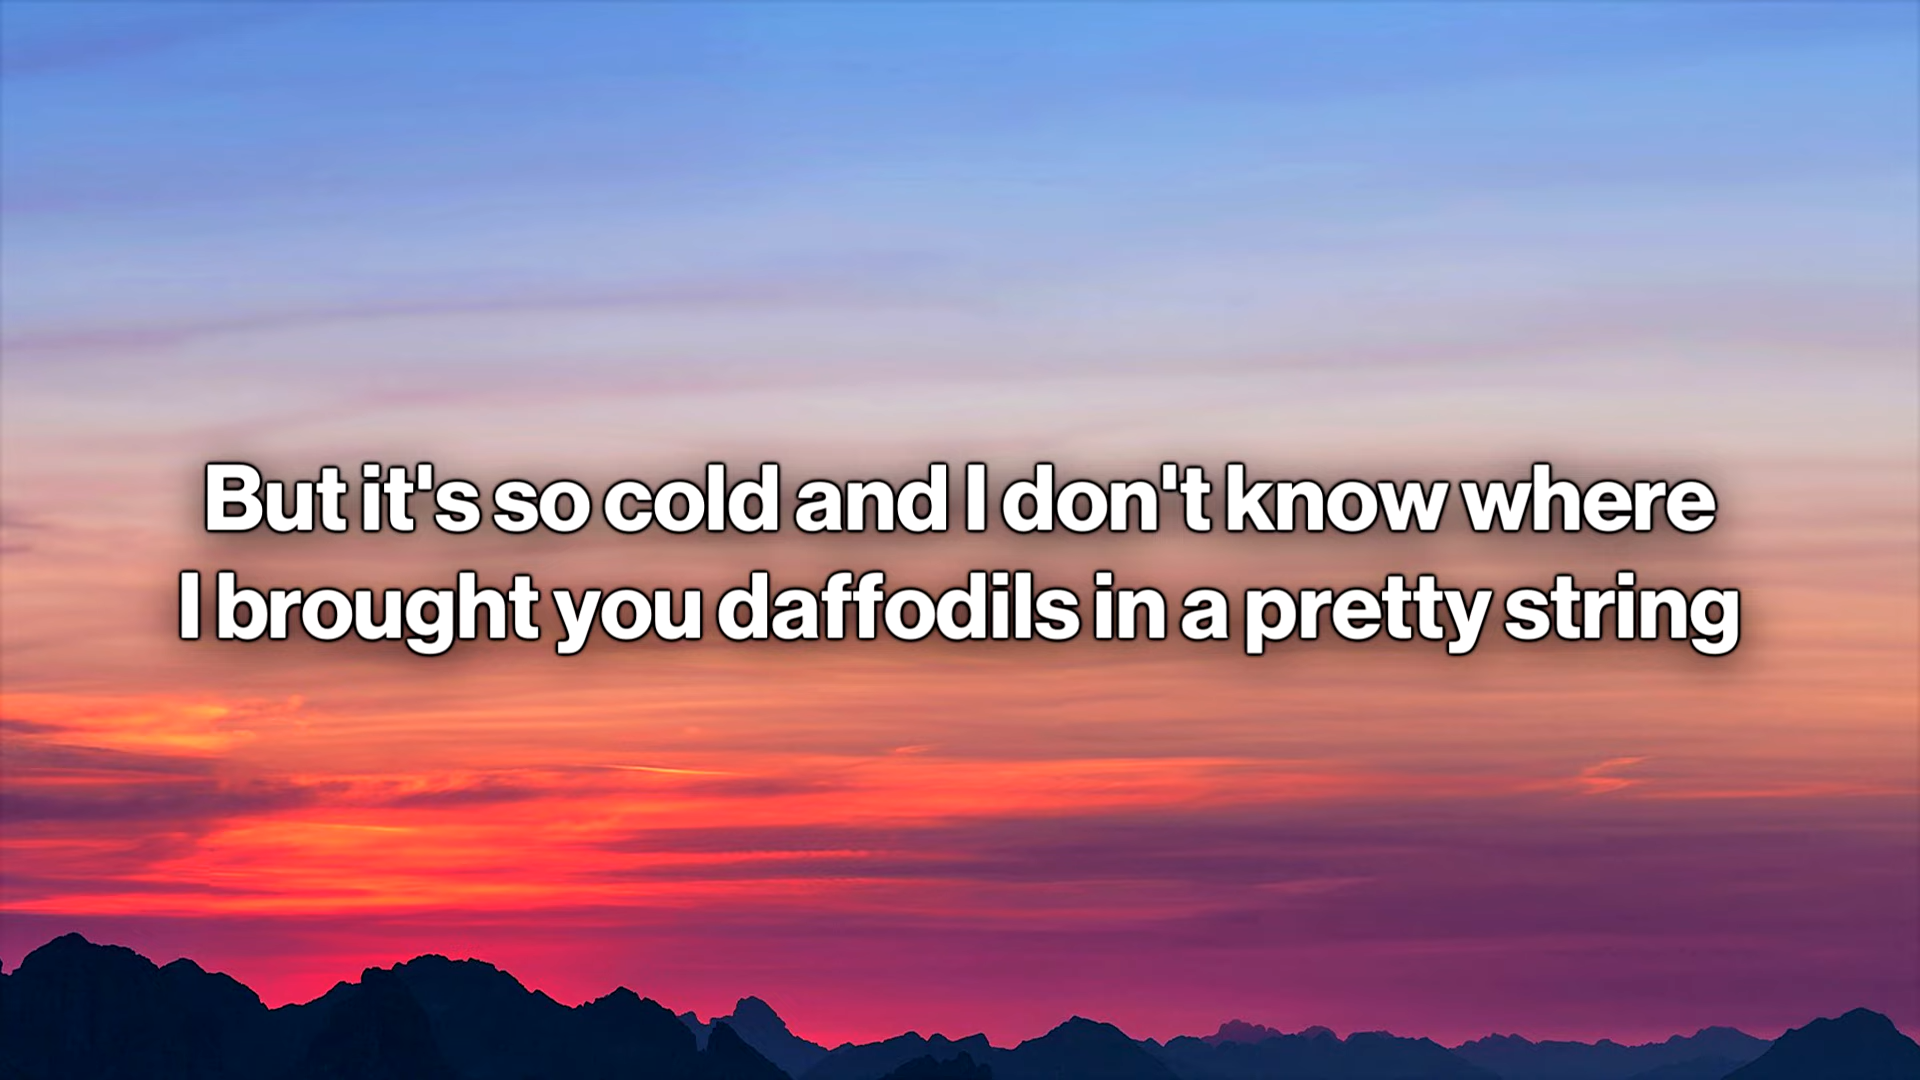 But it's so cold and I don't know where
I brought you daffodils in a pretty string